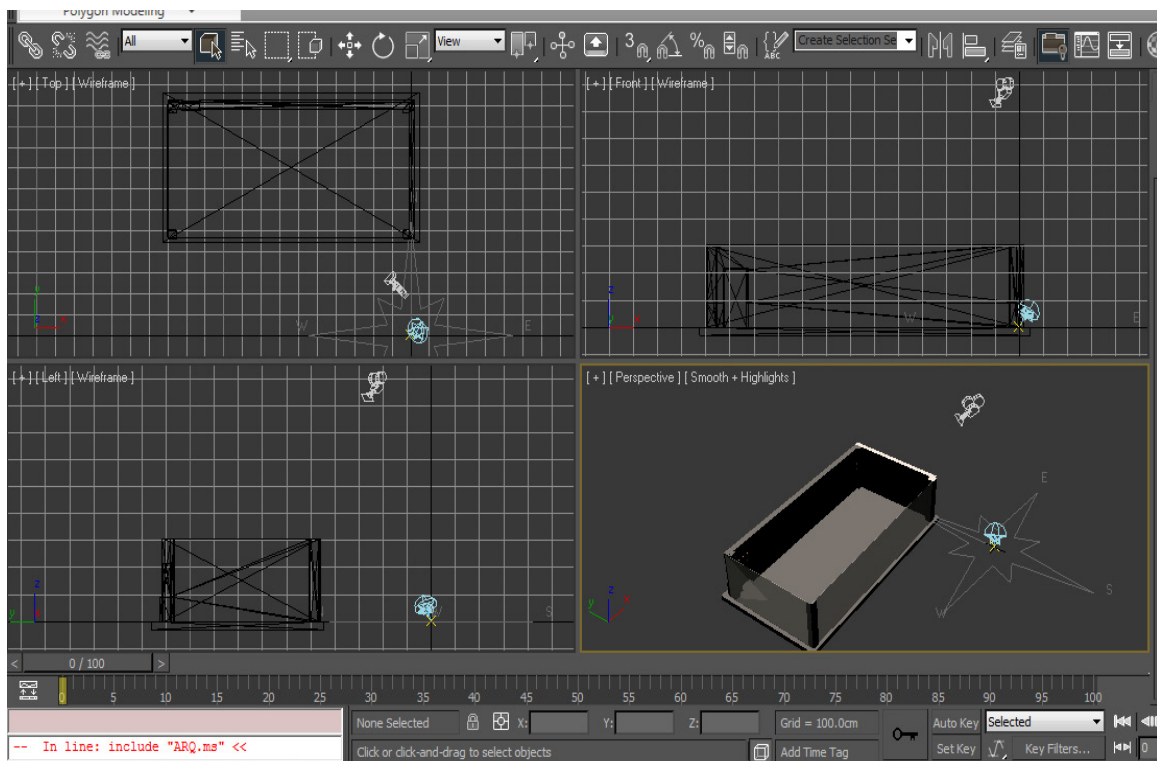 Polygon Modeling
All
View
3
%
ABC
Create Selection Se
[ + ] [ Top ] [ Wireframe ]
[ + ] [ Front ] [ Wireframe ]
W
E
z
x
W
E
z
x
[ + ] [ Left ] [ Wireframe ]
[ + ] [ Perspective ] [ Smooth + Highlights ]
E
S
W
z
y
S
z
y
< 0 / 100 >
0 5 10 15 20 25 30 35 40 45 50 55 60 65 70 75 80 85 90 95 100
None Selected X: Y: Z: Grid = 100.0cm Auto Key Selected
-- In line: include "ARQ.ms" <<
Click or click-and-drag to select objects Add Time Tag Set Key Key Filters... 0